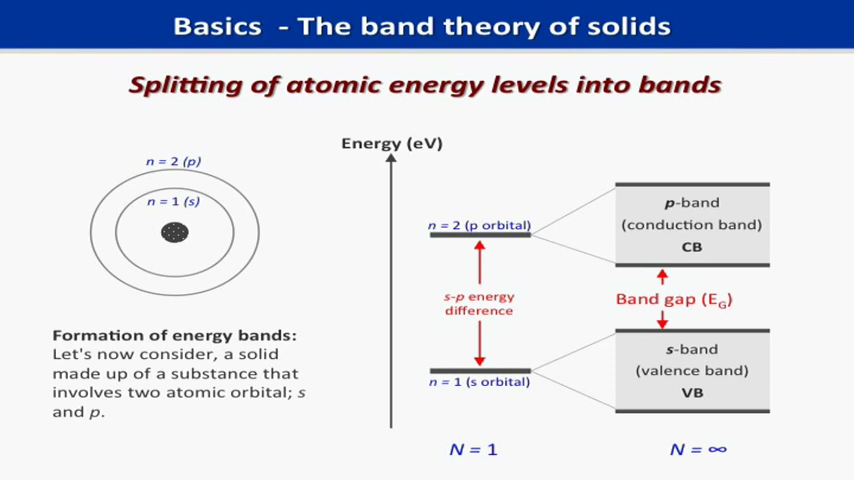 Basics - The band theory of solids
Splitting of atomic energy levels into bands
n = 2 (p)
n = 1 (s)
Formation of energy bands:
Let's now consider, a solid
made up of a substance that
involves two atomic orbital; s
and p.
Energy (eV)
n = 2 (p orbital)
s-p energy
difference
n = 1 (s orbital)
N = 1
p-band
(conduction band)
CB
Band gap (EG)
s-band
(valence band)
VB
N = ∞